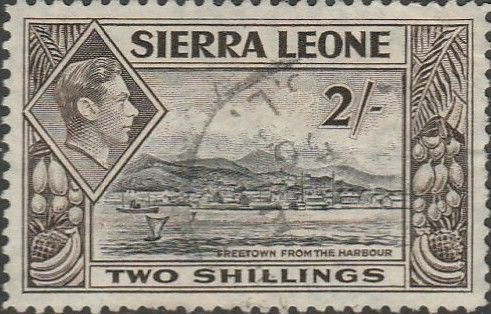 SIERRA LEONE
2/-
FREETOWN FROM THE HARBOUR
TWO SHILLINGS